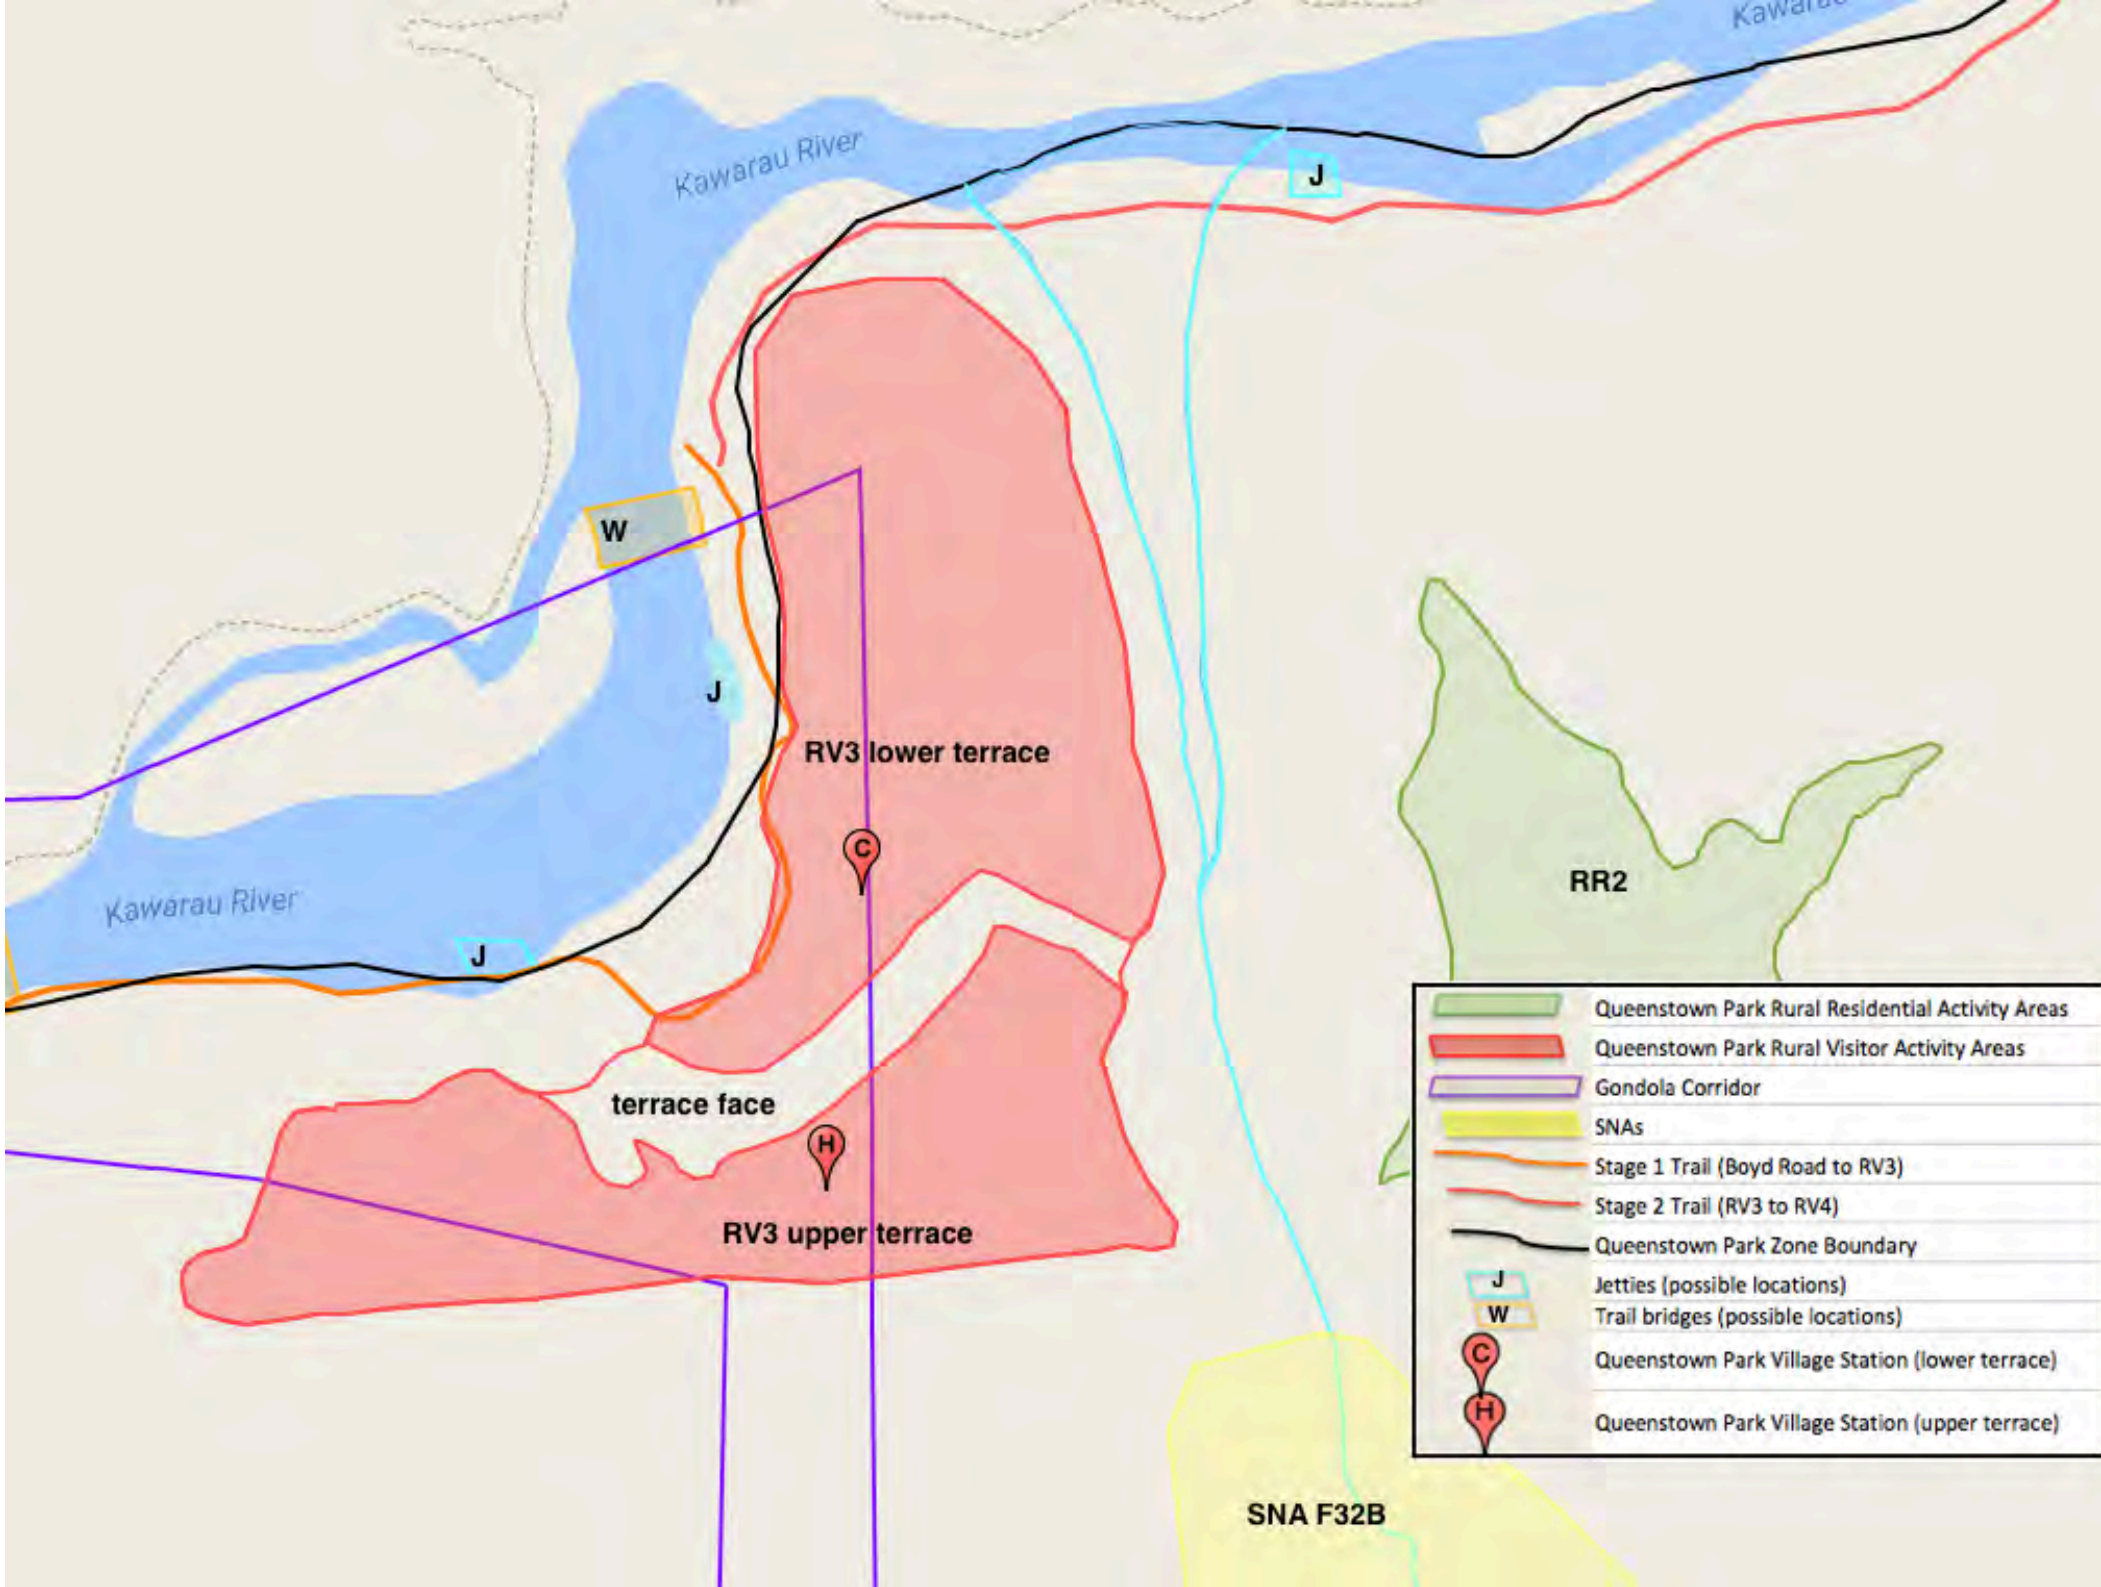 Kawarau
Kawarau River
J
W
J
RV3 lower terrace
C
RR2
Kawarau River
J
terrace face
H
RV3 upper terrace
SNA F32B
Queenstown Park Rural Residential Activity Areas
Queenstown Park Rural Visitor Activity Areas
Gondola Corridor
SNAs
Stage 1 Trail (Boyd Road to RV3)
Stage 2 Trail (RV3 to RV4)
Queenstown Park Zone Boundary
J Jetties (possible locations)
W Trail bridges (possible locations)
C Queenstown Park Village Station (lower terrace)
H Queenstown Park Village Station (upper terrace)